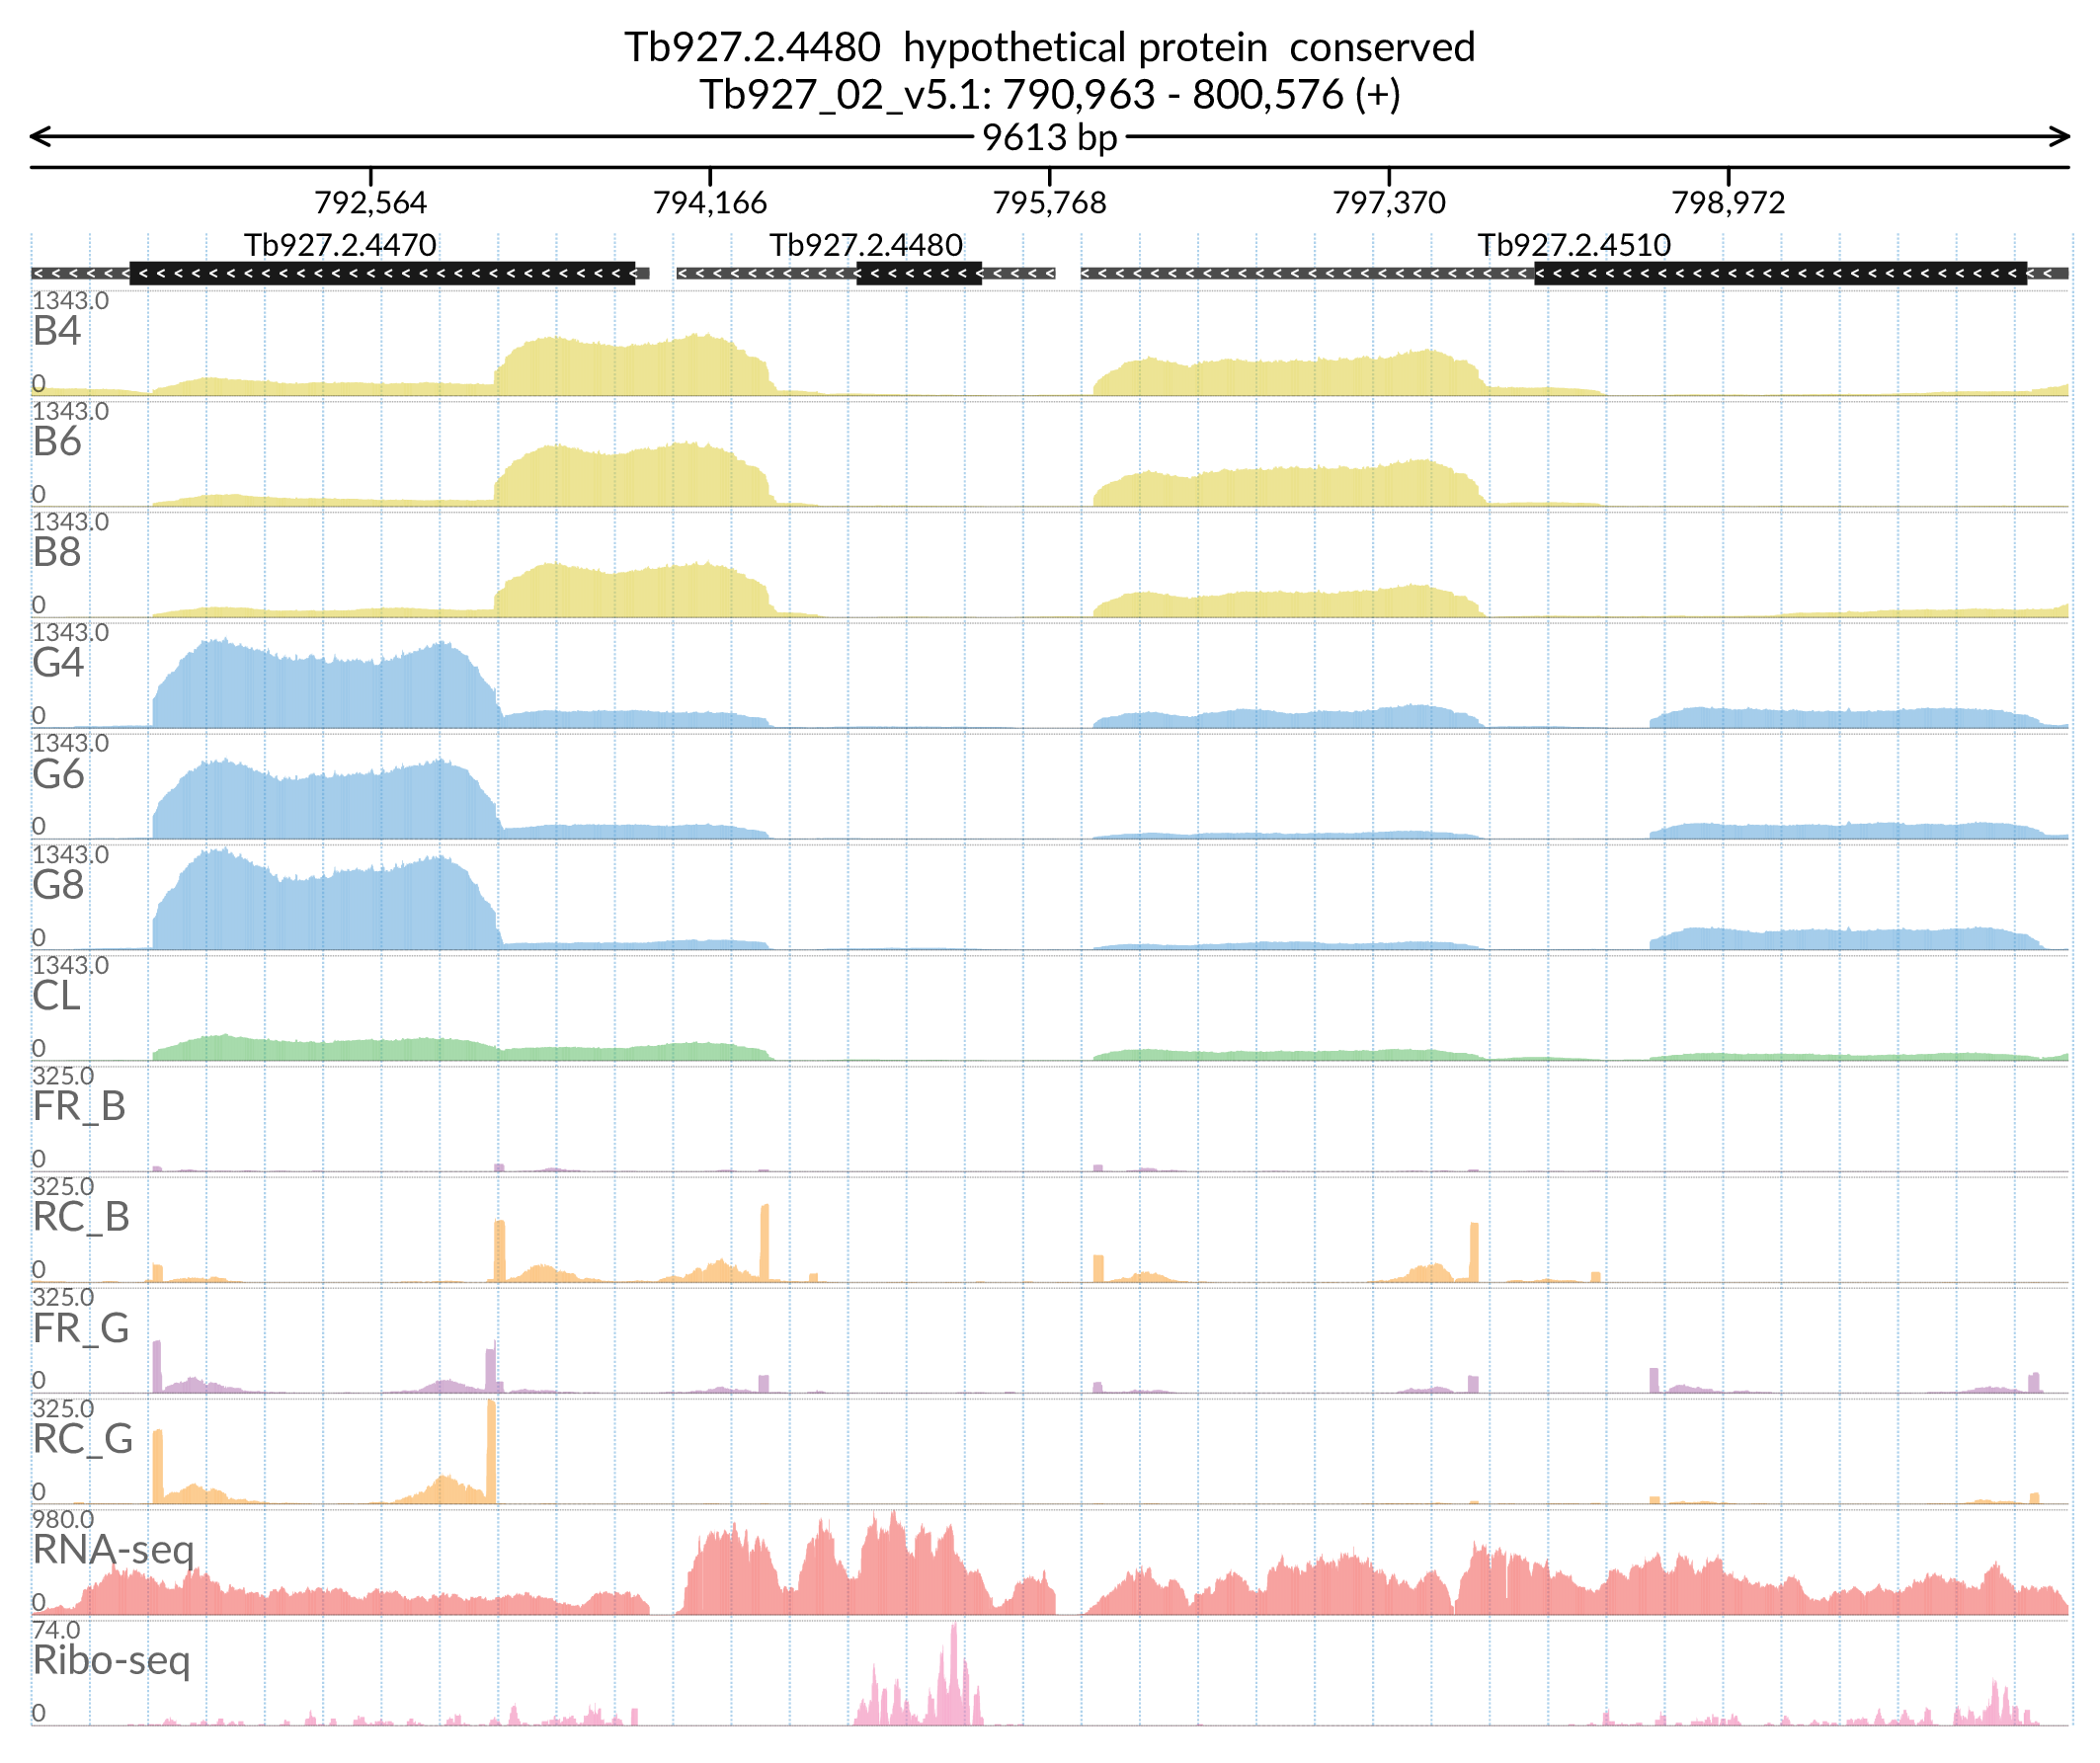 Tb927.2.4480  hypothetical protein  conserved
Tb927_02_v5.1: 790,963 - 800,576 (+)
9613 bp
792,564 794,166 795,768 797,370 798,972
Tb927.2.4470 Tb927.2.4480 Tb927.2.4510
1343.0
B4
0
1343.0
B6
0
1343.0
B8
0
1343.0
G4
0
1343.0
G6
0
1343.0
G8
0
1343.0
CL
0
325.0
FR_B
0
325.0
RC_B
0
325.0
FR_G
0
325.0
RC_G
0
980.0
RNA-seq
0
74.0
Ribo-seq
0